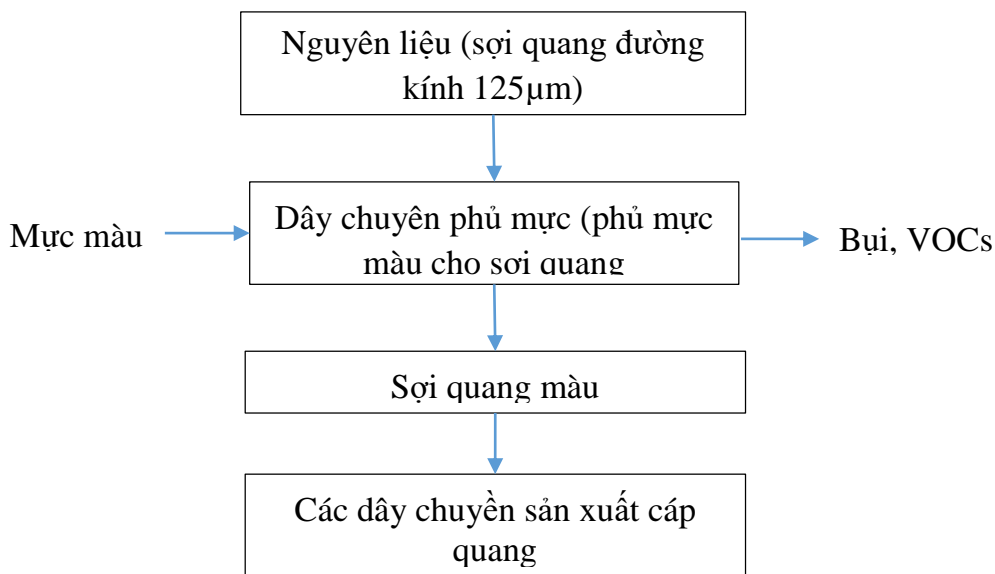 Nguyên liệu (sợi quang đường
kính 125µm)
Mực màu
Dây chuyên phủ mực (phủ mực
màu cho sợi quang
Bụi, VOCs
Sợi quang màu
Các dây chuyền sản xuất cáp
quang